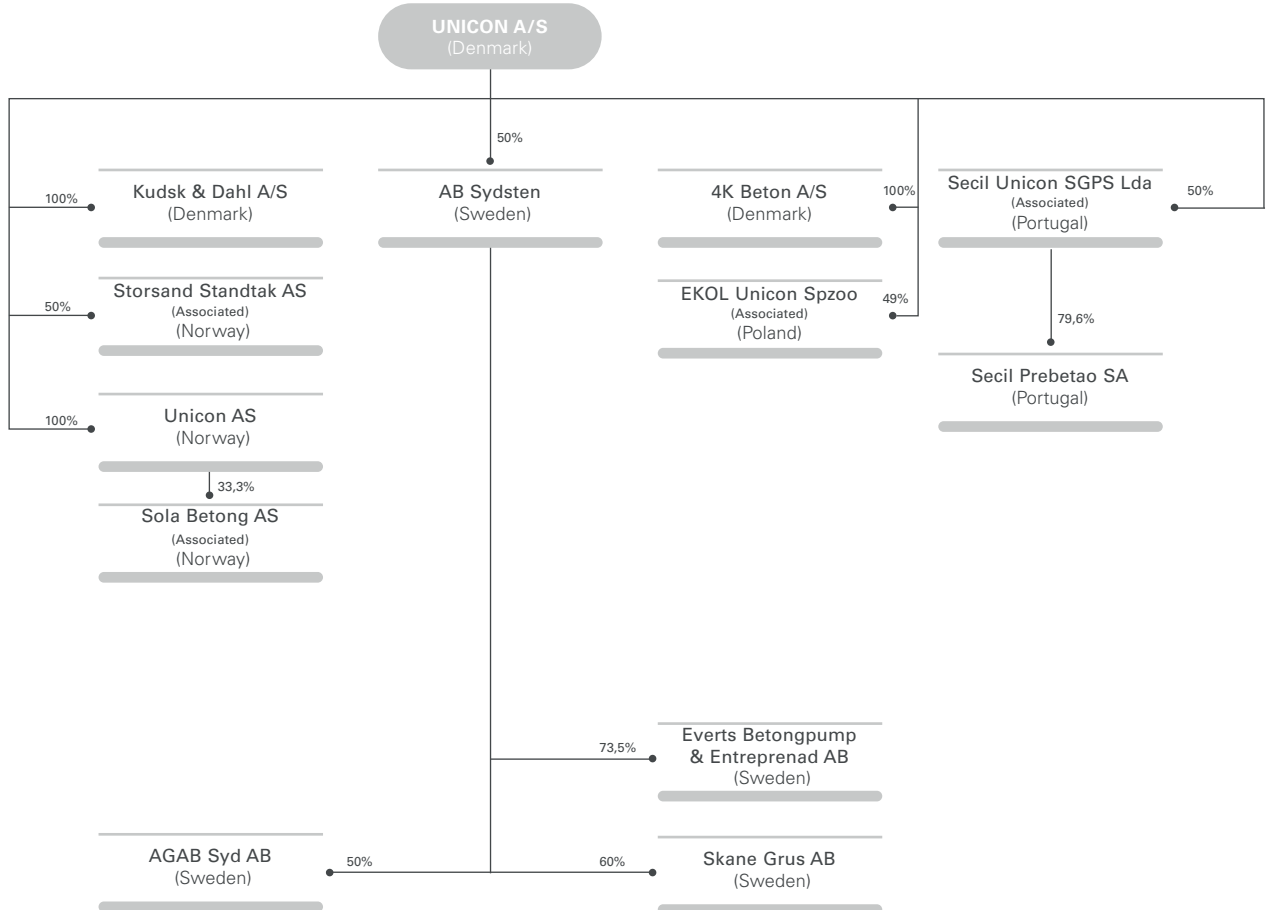 UNICON A/S
(Denmark)
50%
100%
Kudsk & Dahl A/S
(Denmark)
AB Sydsten
(Sweden)
4K Beton A/S
(Denmark)
100%
Secil Unicon SGPS Lda
(Associated)
(Portugal)
50%
50%
Storsand Standtak AS
(Associated)
(Norway)
EKOL Unicon Spzoo
(Associated)
(Poland)
49%
79,6%
Secil Prebetao SA
(Portugal)
100%
Unicon AS
(Norway)
33,3%
Sola Betong AS
(Associated)
(Norway)
73,5%
Everts Betongpump
& Entreprenad AB
(Sweden)
AGAB Syd AB
(Sweden)
50%
60%
Skane Grus AB
(Sweden)